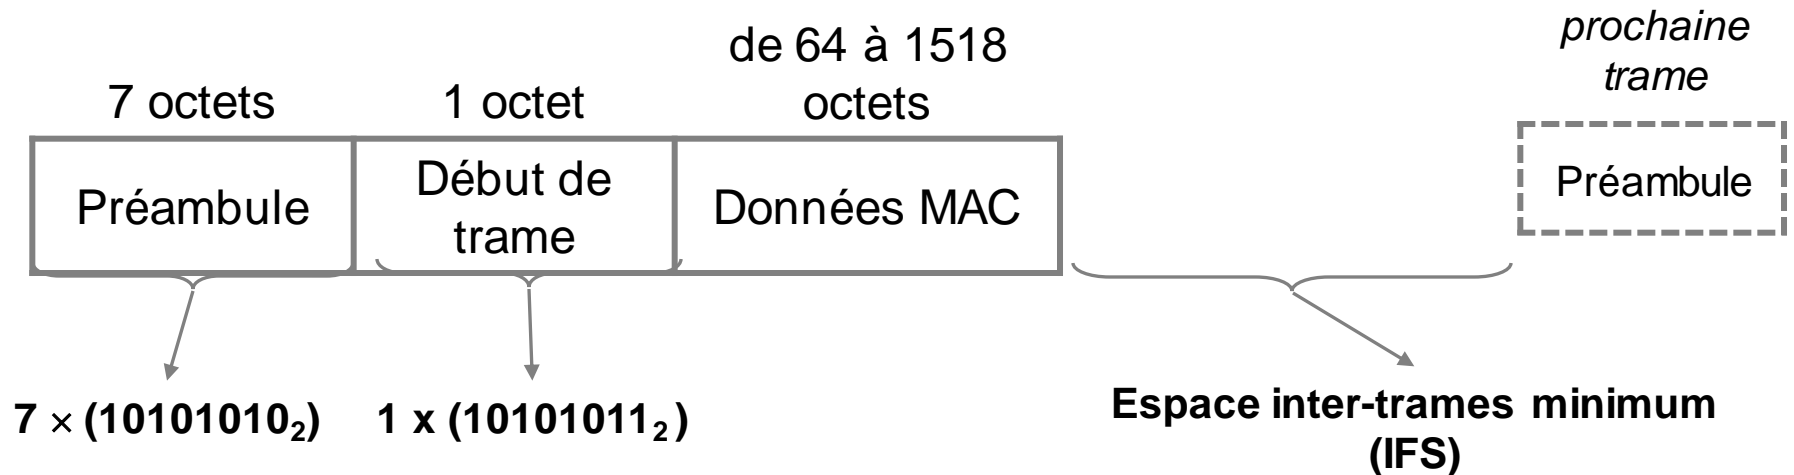 7 octets
1 octet
de 64 à 1518
octets
prochaine
trame
Préambule
Début de
trame
Données MAC
Préambule
7 × (10101010₂)
1 x (10101011₂)
Espace inter-trames minimum
(IFS)